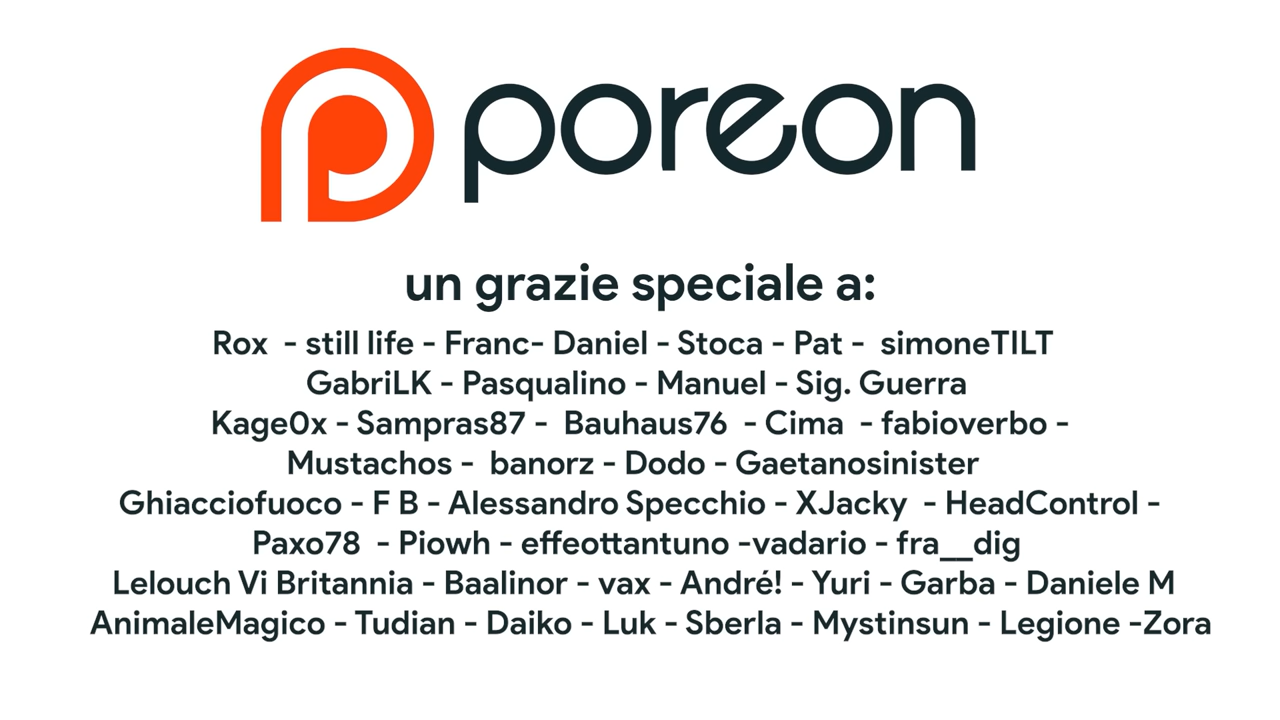 poreon
un grazie speciale a:
Rox - still life - Franc- Daniel - Stoca - Pat - simoneTILT
GabriLK - Pasqualino - Manuel - Sig. Guerra
Kage0x - Sampras87 - Bauhaus76 - Cima - fabioverbo -
Mustachos - banorz - Dodo - Gaetanosinister
Ghiacciofuoco - F B - Alessandro Specchio - XJacky - HeadControl -
Paxo78 - Piowh - effeottantuno -vadario - fra__dig
Lelouch Vi Britannia - Baalinor - vax - André! - Yuri - Garba - Daniele M
AnimaleMagico - Tudian - Daiko - Luk - Sberla - Mystinsun - Legione -Zora